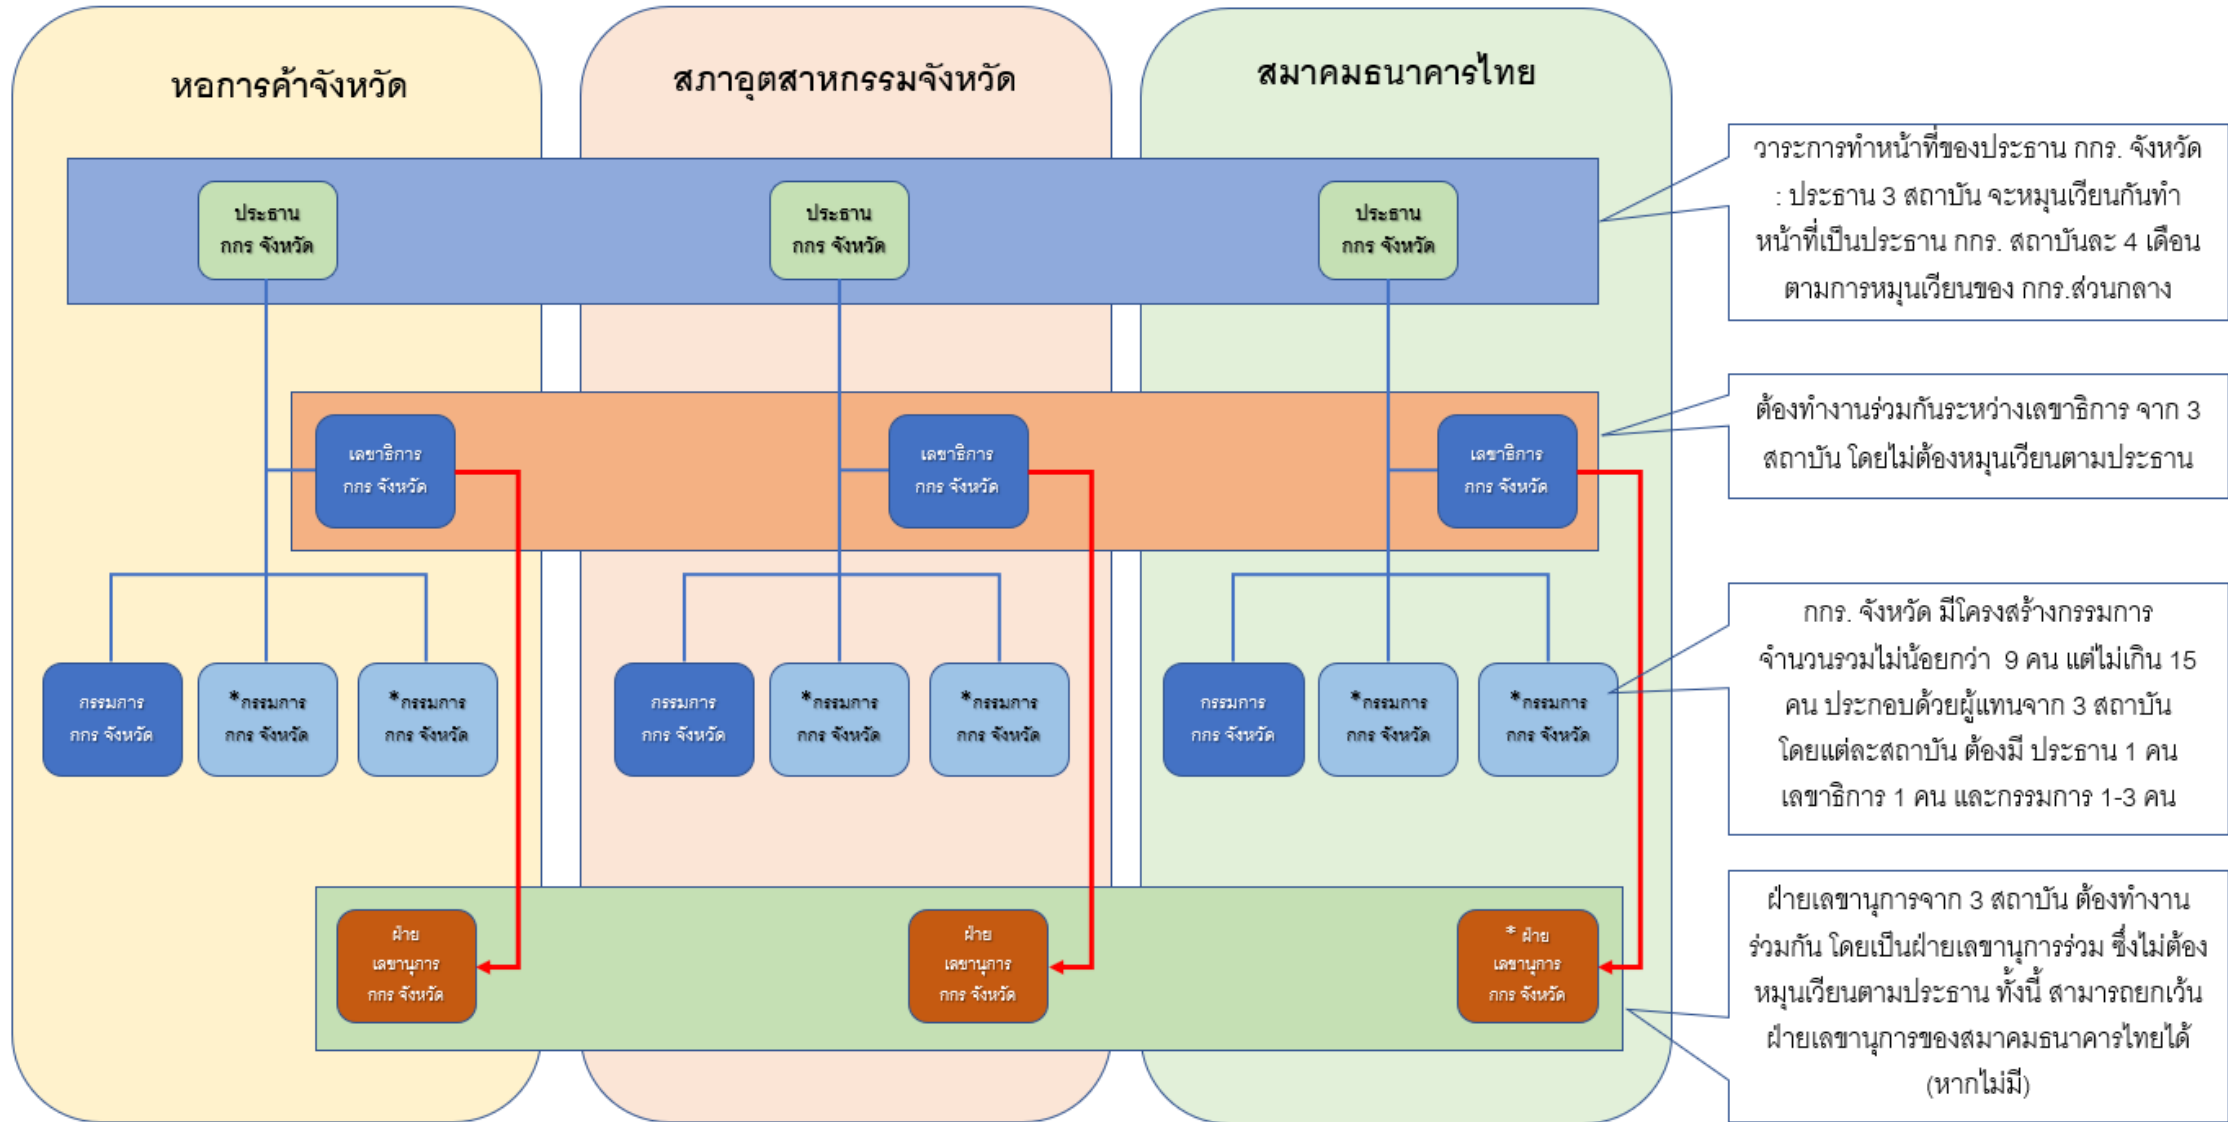 หอการค้าจังหวัด
สภาอุตสาหกรรมจังหวัด
สมาคมธนาคารไทย
ประธาน
กกร จังหวัด
ประธาน
กกร จังหวัด
ประธาน
กกร จังหวัด
วาระการทำหน้าที่ของประธาน กกร. จังหวัด
: ประธาน 3 สถาบัน จะหมุนเวียนกันทำ
หน้าที่เป็นประธาน กกร. สถาบันละ 4 เดือน
ตามการหมุนเวียนของ กกร.ส่วนกลาง
เลขาธิการ
กกร จังหวัด
เลขาธิการ
กกร จังหวัด
เลขาธิการ
กกร จังหวัด
ต้องทำงานร่วมกันระหว่างเลขาธิการ จาก 3
สถาบัน โดยไม่ต้องหมุนเวียนตามประธาน
กรรมการ
กกร จังหวัด
*กรรมการ
กกร จังหวัด
*กรรมการ
กกร จังหวัด
กรรมการ
กกร จังหวัด
*กรรมการ
กกร จังหวัด
*กรรมการ
กกร จังหวัด
กรรมการ
กกร จังหวัด
*กรรมการ
กกร จังหวัด
*กรรมการ
กกร จังหวัด
กกร. จังหวัด มีโครงสร้างกรรมการ
จำนวนรวมไม่น้อยกว่า 9 คน แต่ไม่เกิน 15
คน ประกอบด้วยผู้แทนจาก 3 สถาบัน
โดยแต่ละสถาบัน ต้องมี ประธาน 1 คน
เลขาธิการ 1 คน และกรรมการ 1-3 คน
ฝ่าย
เลขานุการ
กกร จังหวัด
ฝ่าย
เลขานุการ
กกร จังหวัด
* ฝ่าย
เลขานุการ
กกร จังหวัด
ฝ่ายเลขานุการจาก 3 สถาบัน ต้องทำงาน
ร่วมกัน โดยเป็นฝ่ายเลขานุการร่วม ซึ่งไม่ต้อง
หมุนเวียนตามประธาน ทั้งนี้ สามารถยกเว้น
ฝ่ายเลขานุการของสมาคมธนาคารไทยได้
(หากไม่มี)